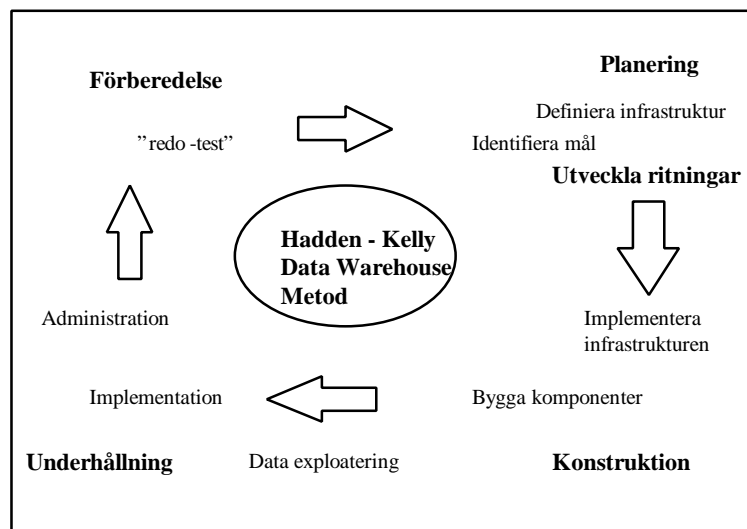 Förberedelse
Planering
Definiera infrastruktur
”redo -test”
Identifiera mål
Utveckla ritningar
Hadden - Kelly
Data Warehouse
Metod
Administration
Implementera
infrastrukturen
Implementation
Bygga komponenter
Underhållning
Data exploatering
Konstruktion